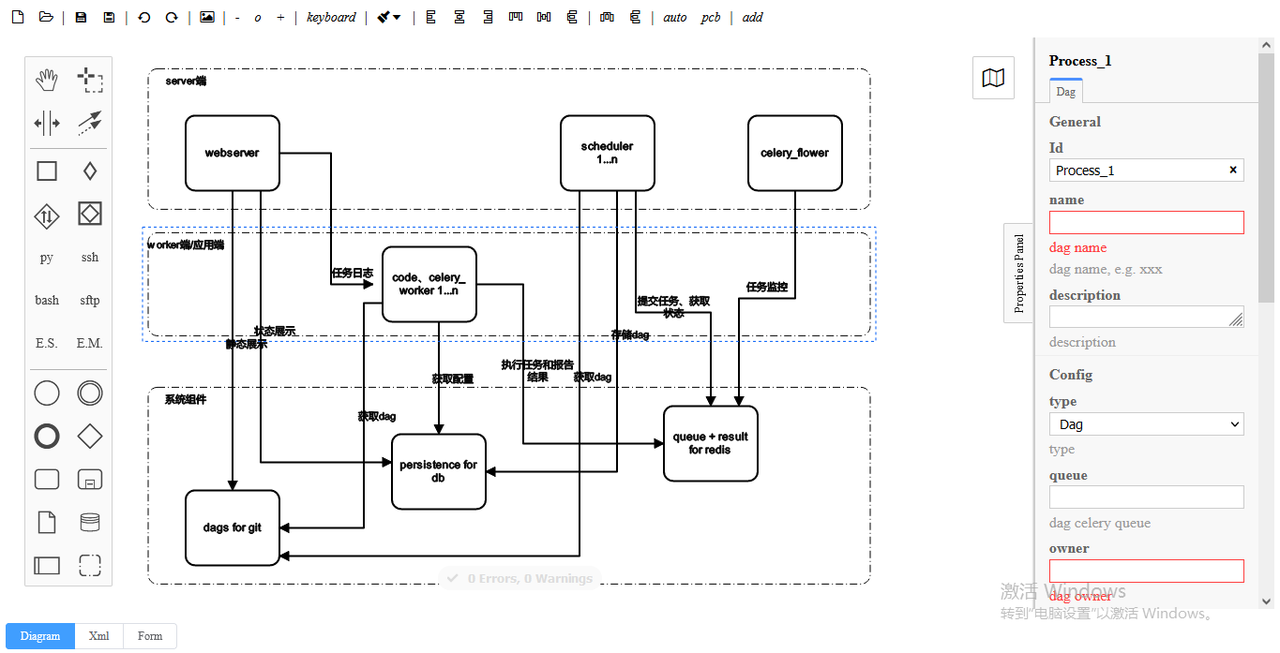 - o + keyboard auto pcb add
server端
webserver
scheduler
1...n
celery_flower
worker端/应用端
code、celery_
worker 1...n
任务日志
任务监控
提交任务、获取
状态
状态展示
静态展示
存储dag
执行任务和报告
结果
获取dag
获取配置
系统组件
获取dag
queue + result
for redis
persistence for
db
dags for git
0 Errors, 0 Warnings
py ssh
bash sftp
E.S. E.M.
Diagram Xml Form
Properties Panel
Process_1
Dag
General
Id
Process_1
name
dag name
dag name, e.g. xxx
description
description
Config
type
Dag
type
queue
dag celery queue
owner
dag owner
激活 Windows
转到"电脑设置"以激活 Windows。